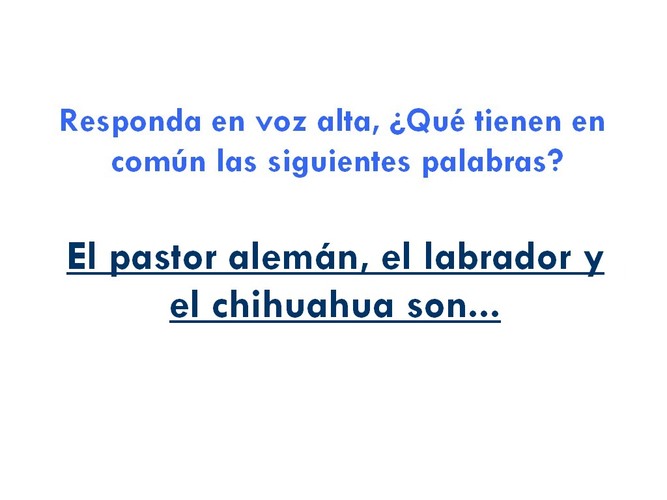 Responda en voz alta, ¿Qué tienen en
común las siguientes palabras?
El pastor alemán, el labrador y
el chihuahua son...